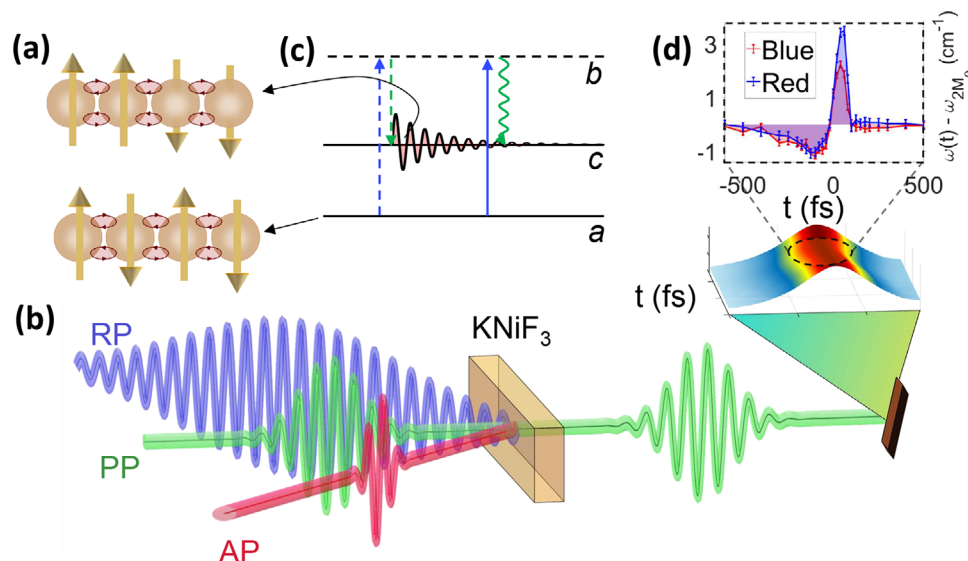 (a)
(c)
b
c
a
(d)
3
1
-1
Blue
Red
ω(t) - ω2M0 (cm-1)
-500
0
500
t (fs)
t (fs)
(b)
RP
PP
AP
KNiF3